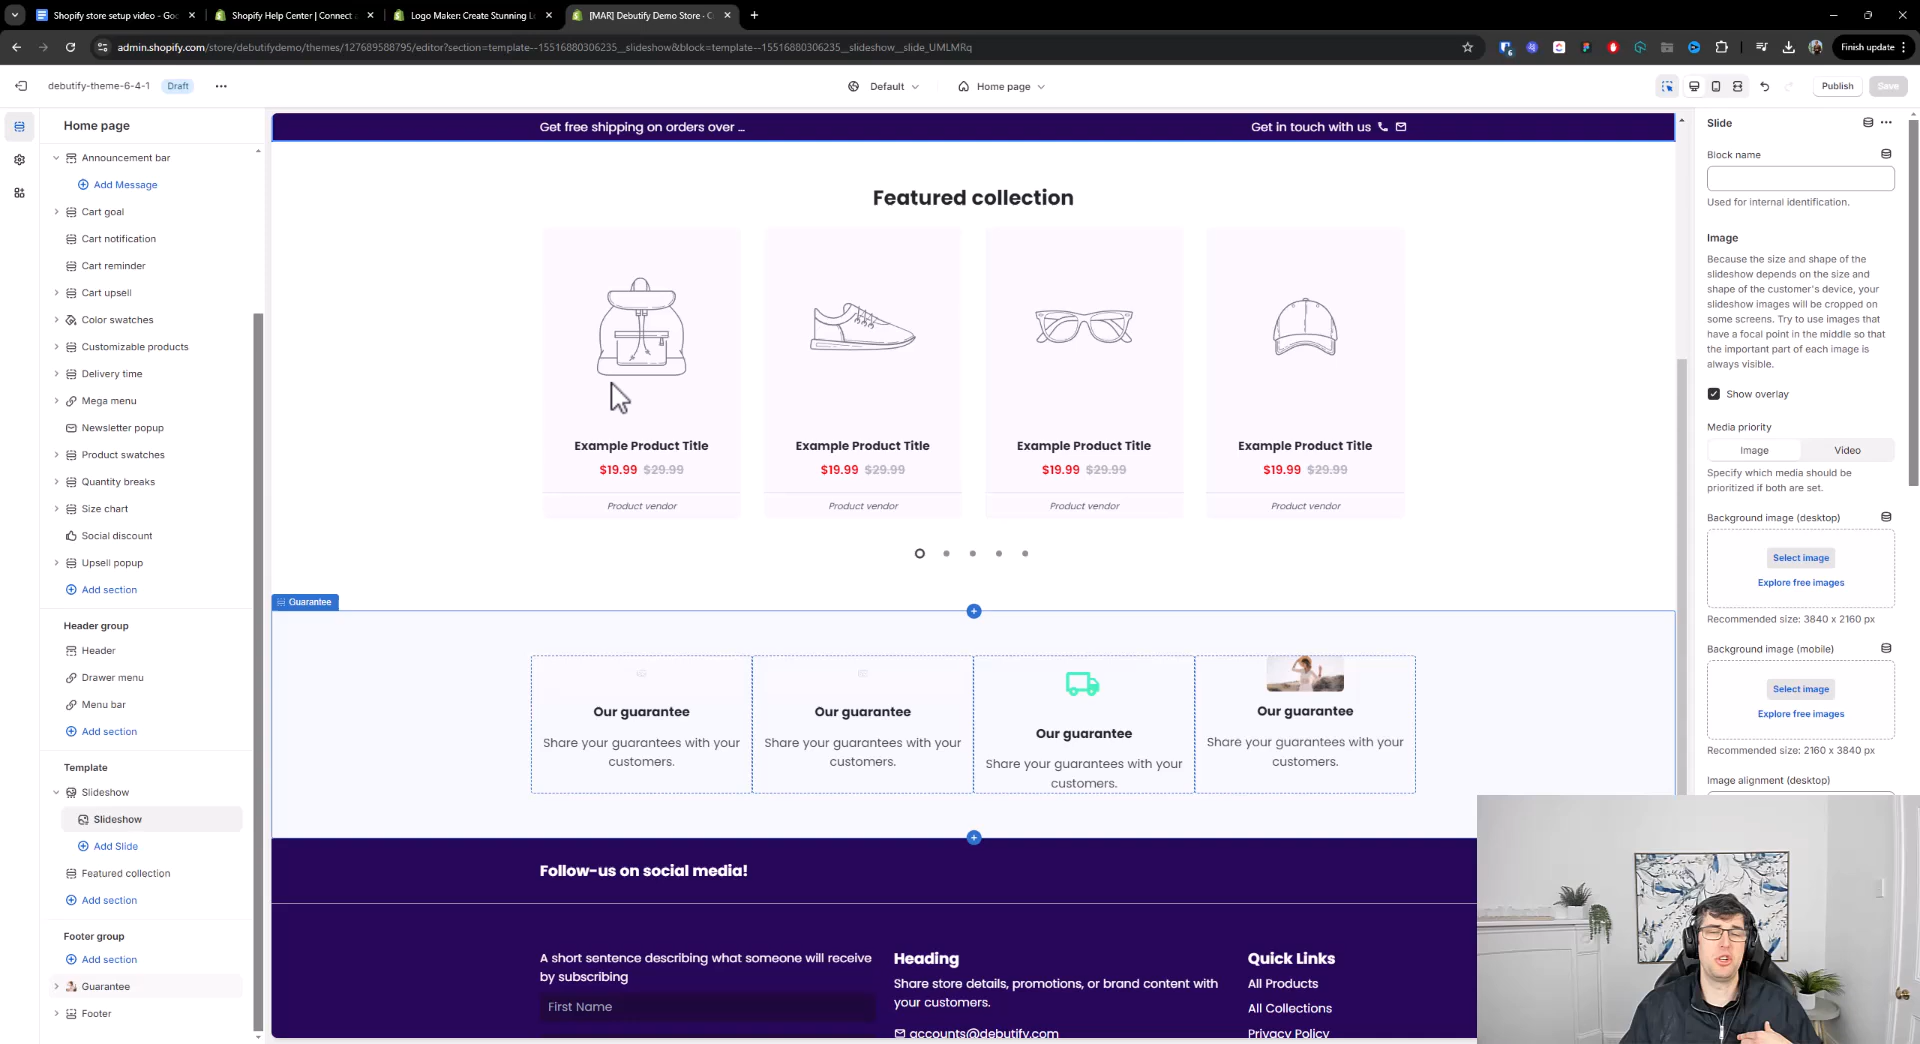 Shopify store setup video - Goo
Shopify Help Center | Connect a
Logo Maker: Create Stunning L
[MAR] Debutify Demo Store - C
admin.shopify.com/store/debutifydemo/themes/127689588795/editor?section=template--15516880306235__slideshow&block=template--15516880306235__slideshow__slide_UMLMRq
Finish update
debutify-theme-6-4-1
Draft
Default
Home page
Publish
Save
Home page
Announcement bar
Add Message
Cart goal
Cart notification
Cart reminder
Cart upsell
Color swatches
Customizable products
Delivery time
Mega menu
Newsletter popup
Product swatches
Quantity breaks
Size chart
Social discount
Upsell popup
Add section
Header group
Header
Drawer menu
Menu bar
Add section
Template
Slideshow
Slideshow
Add Slide
Featured collection
Add section
Footer group
Add section
Guarantee
Footer
Get free shipping on orders over ...
Get in touch with us
Featured collection
Example Product Title
$19.99 $29.99
Product vendor
Example Product Title
$19.99 $29.99
Product vendor
Example Product Title
$19.99 $29.99
Product vendor
Example Product Title
$19.99 $29.99
Product vendor
Guarantee
Our guarantee
Share your guarantees with your
customers.
Our guarantee
Share your guarantees with your
customers.
Our guarantee
Share your guarantees with your
customers.
Our guarantee
Share your guarantees with your
customers.
Follow-us on social media!
A short sentence describing what someone will receive
by subscribing
First Name
Heading
Share store details, promotions, or brand content with
your customers.
accounts@debutify.com
Quick Links
All Products
All Collections
Privacy Policy
Slide
Block name
Used for internal identification.
Image
Because the size and shape of the
slideshow depends on the size and
shape of the customer's device, your
slideshow images will be cropped on
some screens. Try to use images that
have a focal point in the middle so that
the important part of each image is
always visible.
Show overlay
Media priority
Image
Video
Specify which media should be
prioritized if both are set.
Background image (desktop)
Select image
Explore free images
Recommended size: 3840 x 2160 px
Background image (mobile)
Select image
Explore free images
Recommended size: 2160 x 3840 px
Image alignment (desktop)